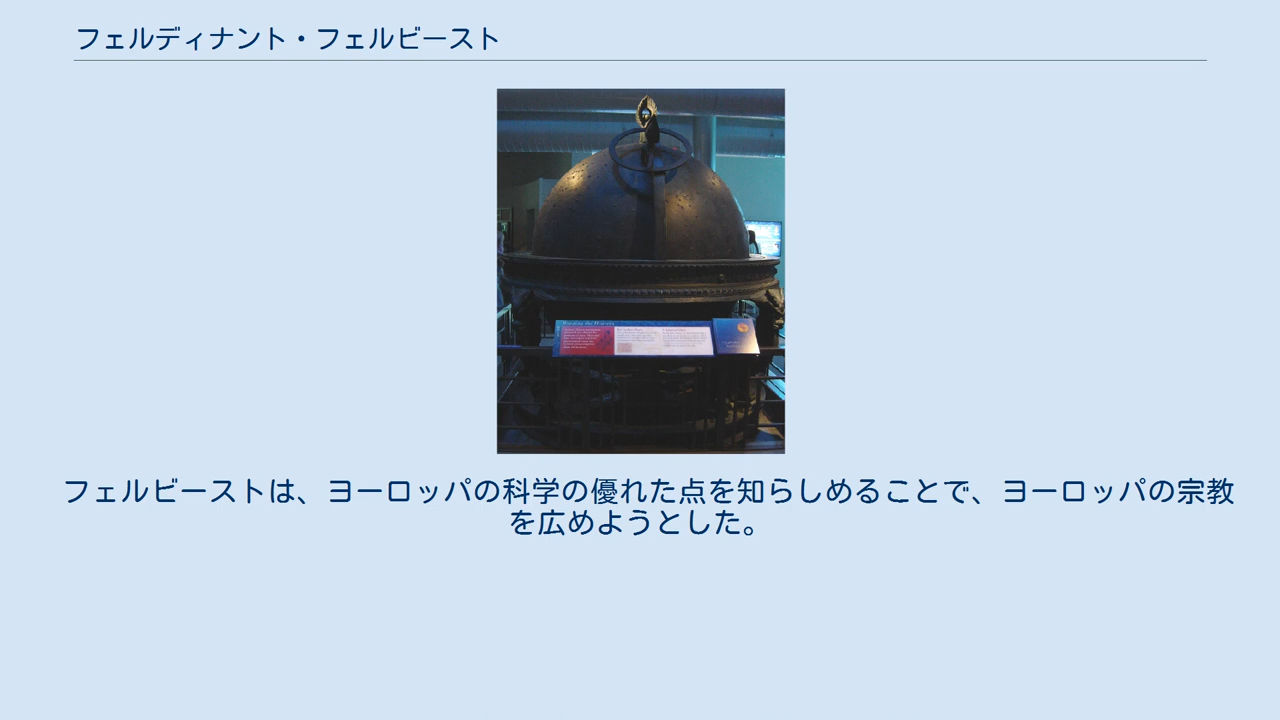 フェルディナント・フェルビースト
フェルビーストは、ヨーロッパの科学の優れた点を知らしめることで、ヨーロッパの宗教
を広めようとした。